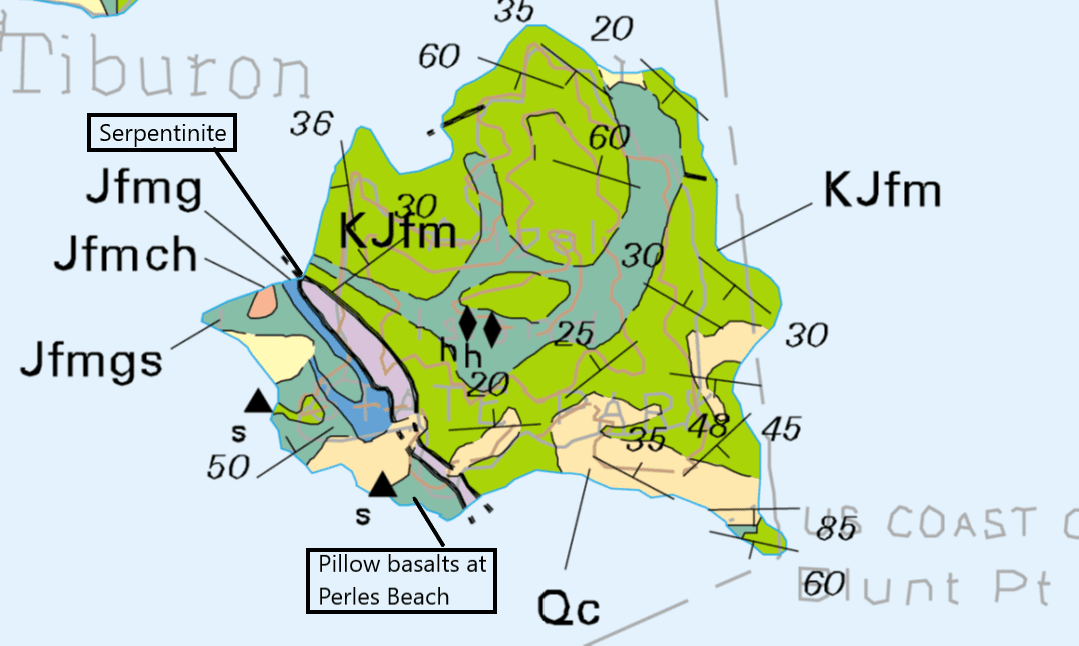 35
20
Tiburon
60
36
Serpentinite
60
Jfmg
KJfm
30
KJfm
Jfmch
30
25
30
Jfmgs
h h
20
S
48
45
35
50
S
US COAST
85
Pillow basalts at
Perles Beach
Blunt Pt
60
Qc